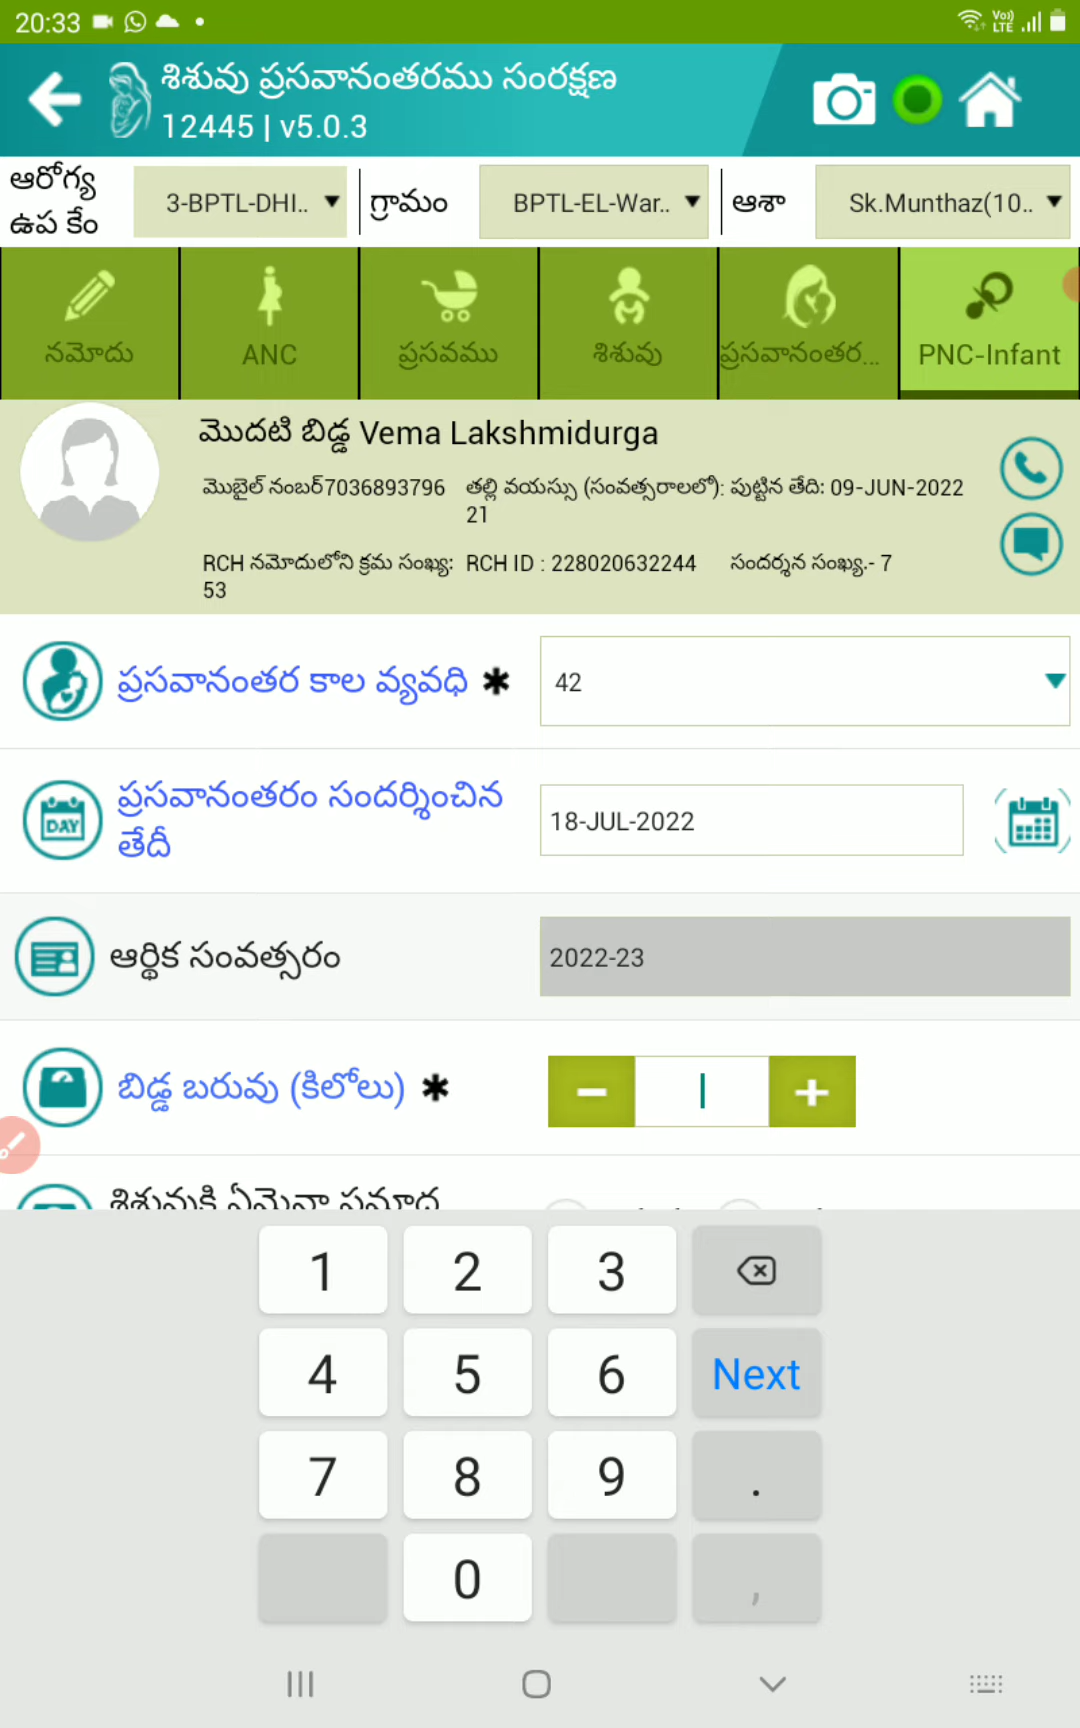 20:33
Vo) LTE
శిశువు ప్రసవానంతరము సంరక్షణ
12445 | v5.0.3
ఆరోగ్య ఉప కేం
3-BPTL-DHI..
గ్రామం
BPTL-EL-War..
ఆశా
Sk.Munthaz(10..
నమోదు
ANC
ప్రసవము
శిశువు
ప్రసవానంతర...
PNC-Infant
మొదటి బిడ్డ Vema Lakshmidurga
మొబైల్ నంబర్7036893796
తల్లి వయస్సు (సంవత్సరాలలో): 21
పుట్టిన తేది: 09-JUN-2022
RCH నమోదులోని క్రమ సంఖ్య: 53
RCH ID : 228020632244
సందర్శన సంఖ్య.- 7
ప్రసవానంతర కాల వ్యవధి ✱
42
DAY
ప్రసవానంతరం సందర్శించిన తేదీ
18-JUL-2022
ఆర్థిక సంవత్సరం
2022-23
బిడ్డ బరువు (కిలోలు) ✱
− +
1 2 3
4 5 6 Next
7 8 9 .
0 ,